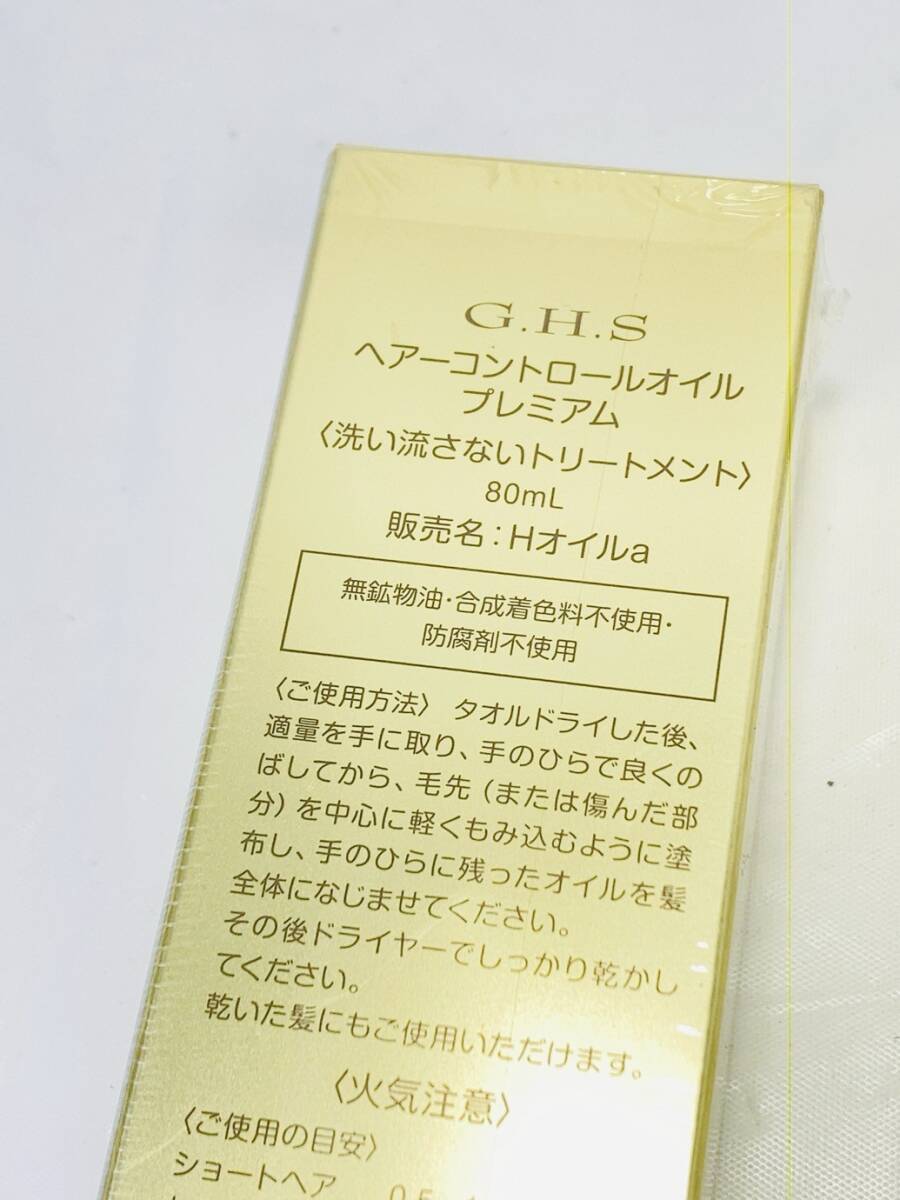 G.H.S
ヘアーコントロールオイル
プレミアム
〈洗い流さないトリートメント〉
80mL
販売名：Hオイルa
無鉱物油・合成着色料不使用・
防腐剤不使用
〈ご使用方法〉 タオルドライした後、
適量を手に取り、手のひらで良くの
ばしてから、毛先（または傷んだ部
分）を中心に軽くもみ込むように塗
布し、手のひらに残ったオイルを髪
全体になじませてください。
その後ドライヤーでしっかり乾かし
てください。
乾いた髪にもご使用いただけます。
〈火気注意〉
〈ご使用の目安〉
ショートヘア